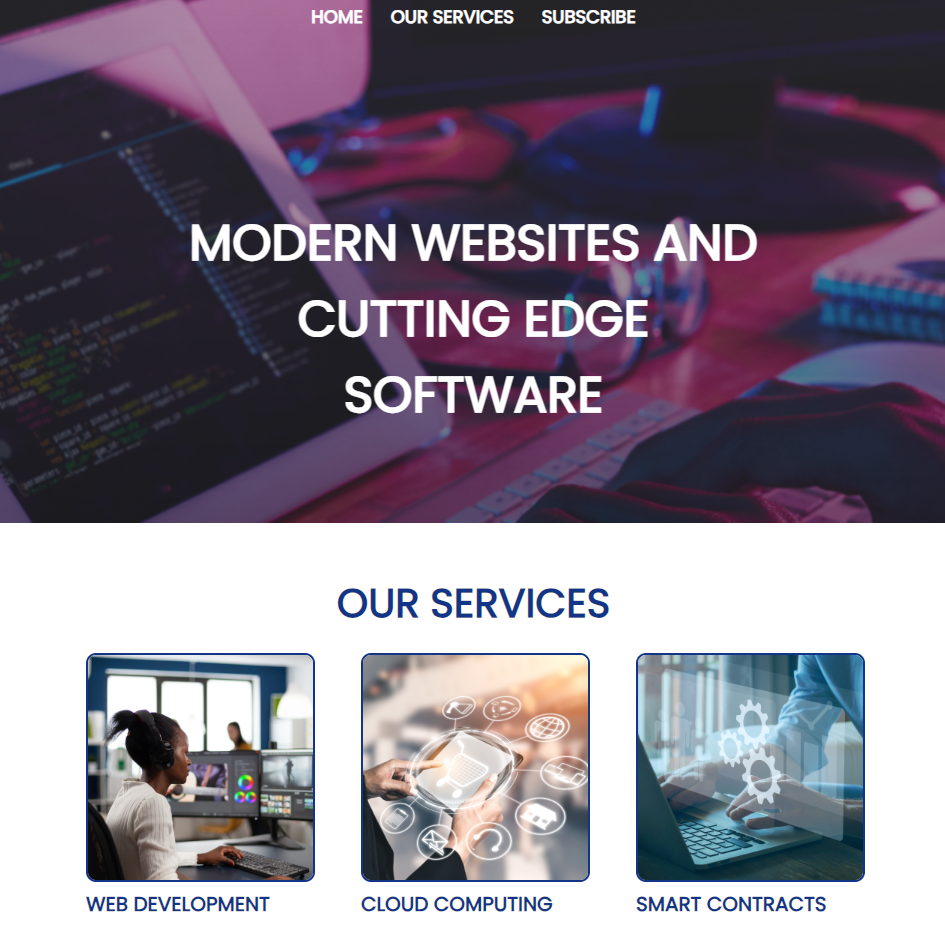 HOME OUR SERVICES SUBSCRIBE
MODERN WEBSITES AND
CUTTING EDGE
SOFTWARE
OUR SERVICES
WEB DEVELOPMENT CLOUD COMPUTING SMART CONTRACTS